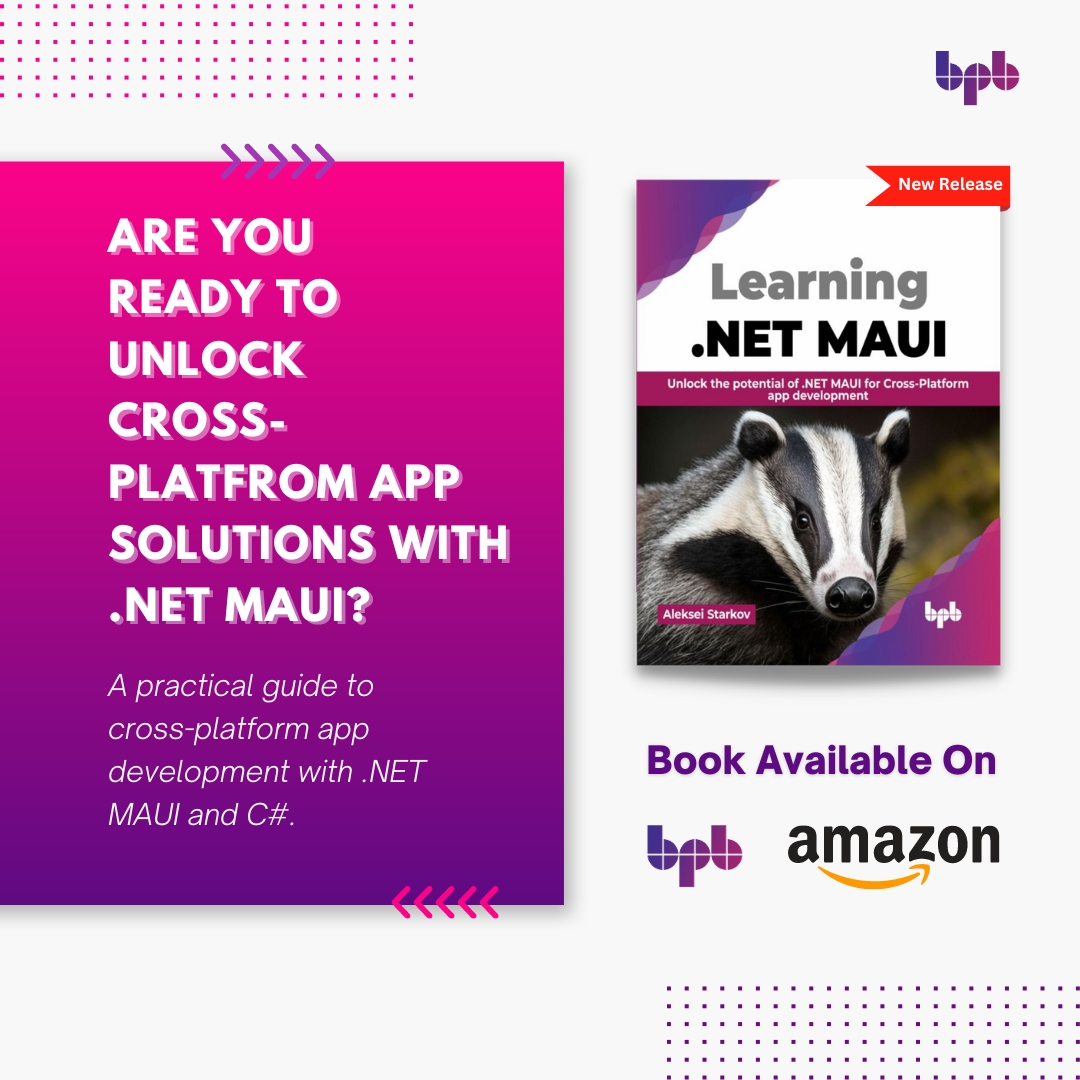 bpb
ARE YOU
READY TO
UNLOCK
CROSS-
PLATFROM APP
SOLUTIONS WITH
.NET MAUI?
A practical guide to
cross-platform app
development with .NET
MAUI and C#.
New Release
Learning
.NET MAUI
Unlock the potential of .NET MAUI for Cross-Platform
app development
Aleksei Starkov
bpb
Book Available On
bpb
amazon